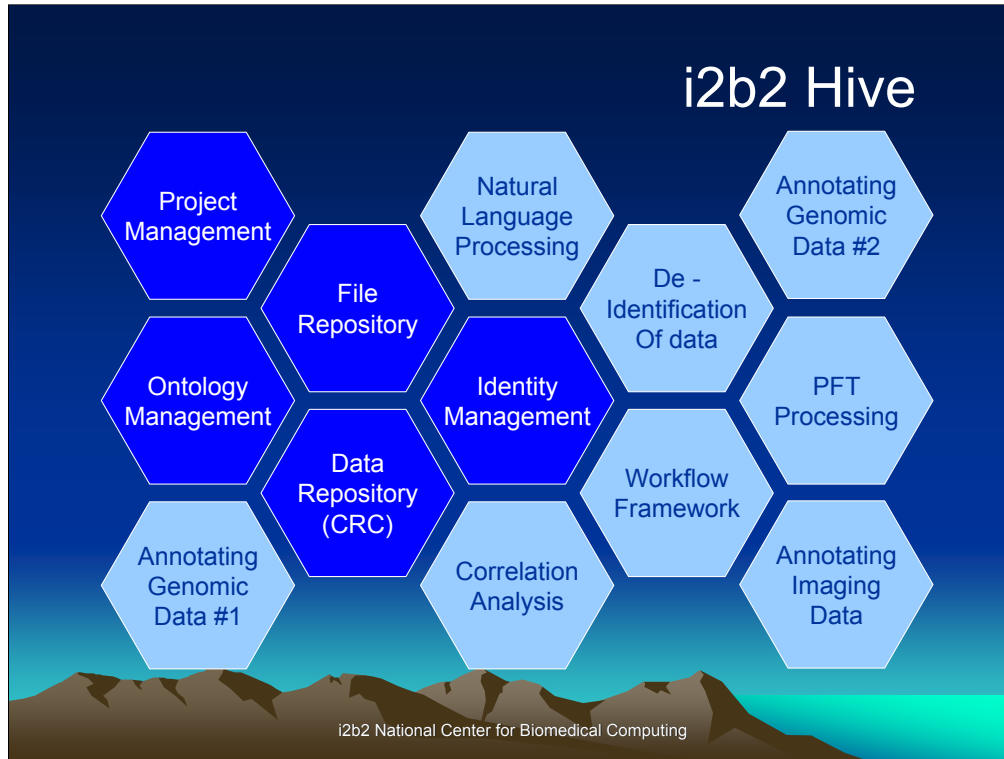 i2b2 Hive
Project
Management
Natural
Language
Processing
Annotating
Genomic
Data #2
File
Repository
De -
Identification
Of data
Ontology
Management
Identity
Management
PFT
Processing
Data
Repository
(CRC)
Workflow
Framework
Annotating
Genomic
Data #1
Correlation
Analysis
Annotating
Imaging
Data
i2b2 National Center for Biomedical Computing